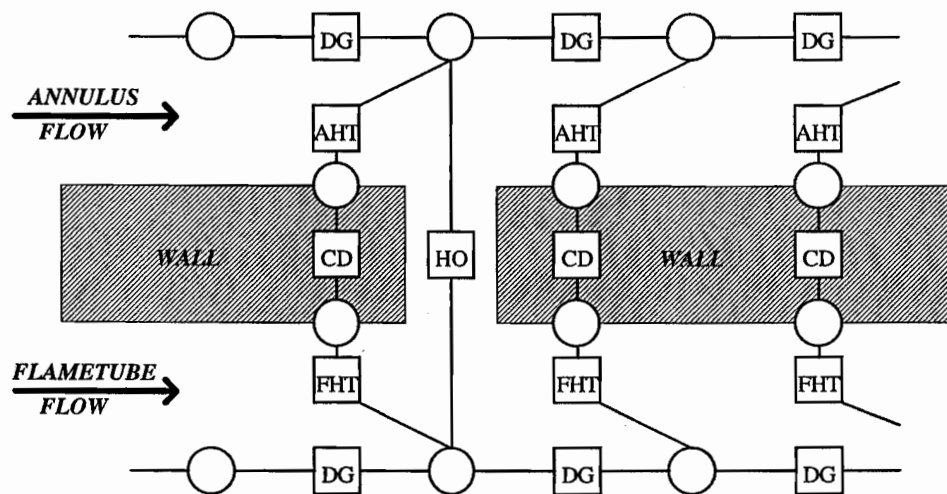 DG DG DG
ANNULUS
FLOW
AHT AHT AHT
WALL CD HO CD WALL CD
FHT FHT FHT
FLAMETUBE
FLOW
DG DG DG